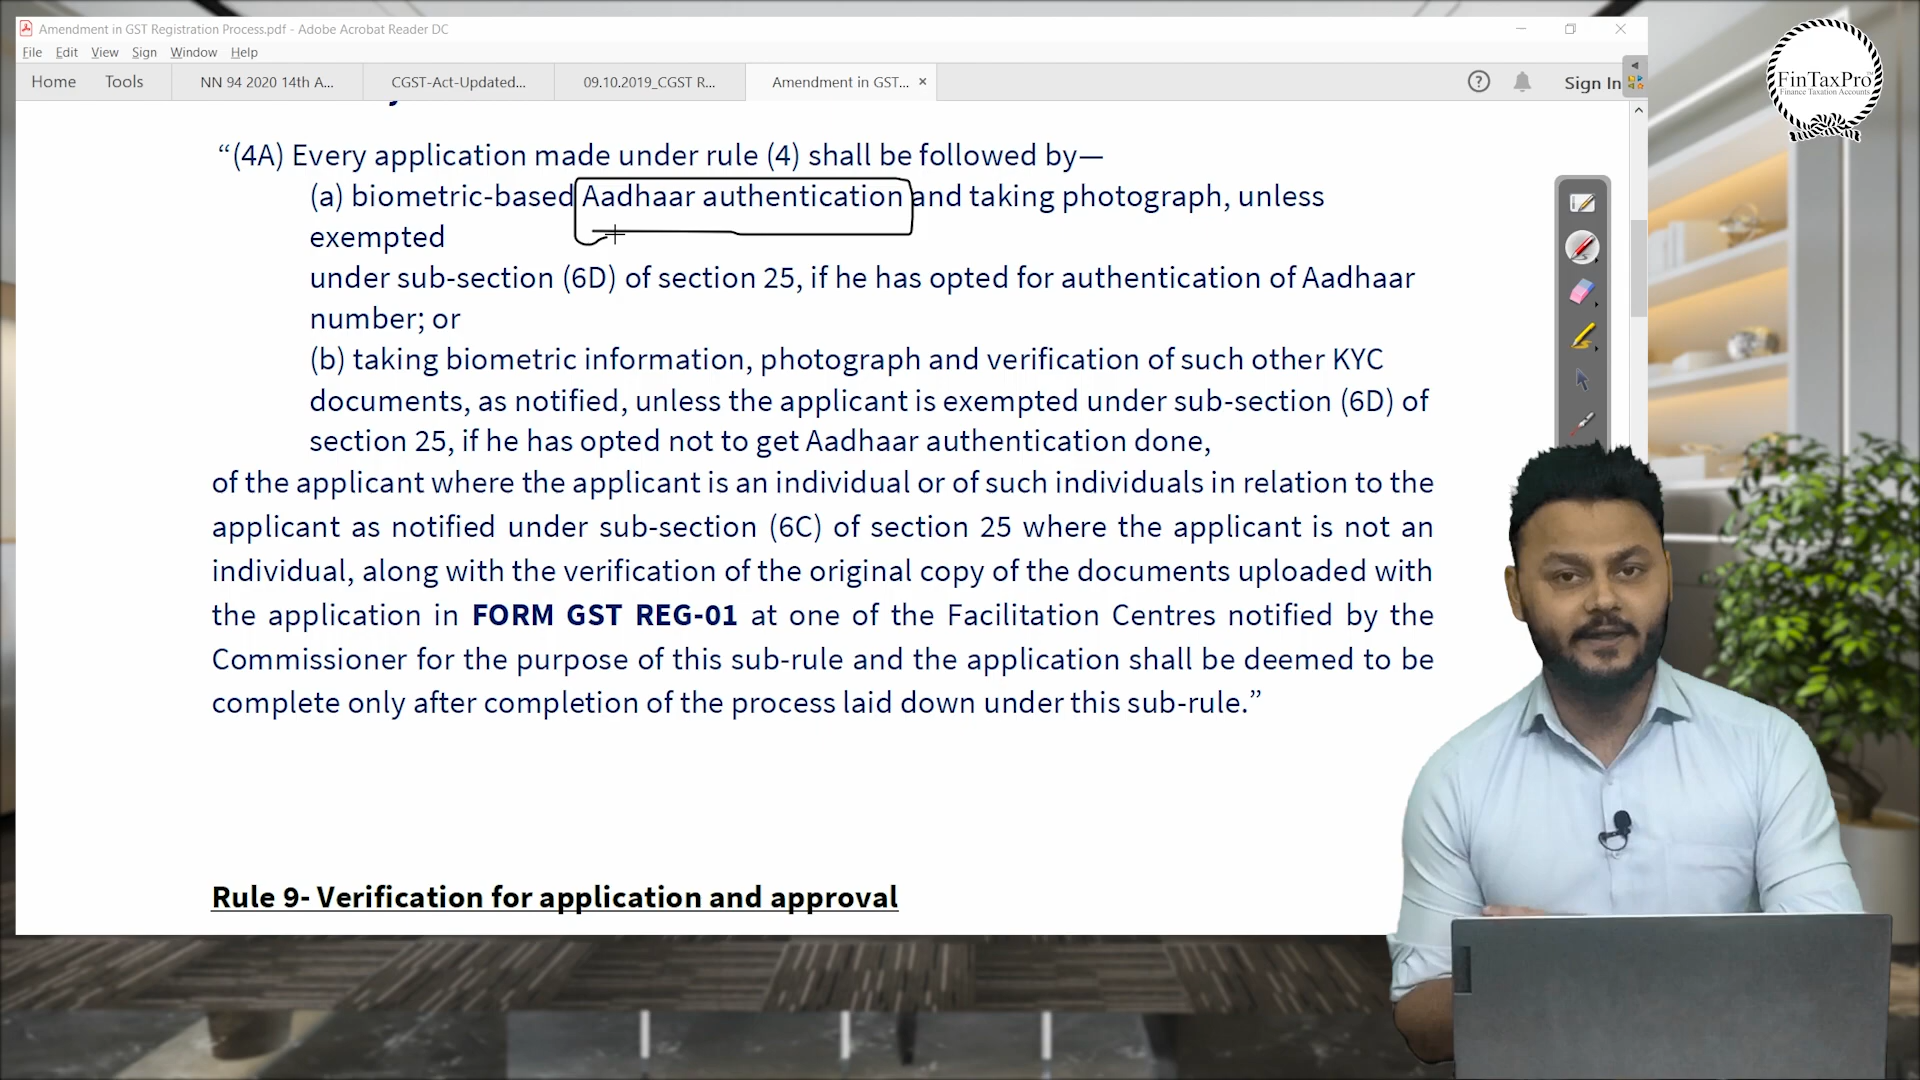 Amendment in GST Registration Process.pdf - Adobe Acrobat Reader DC
File Edit View Sign Window Help
Home Tools NN 94 2020 14th A... CGST-Act-Updated... 09.10.2019_CGST R... Amendment in GST... × Sign In
FinTaxPro
Finance Taxation Accounts
“(4A) Every application made under rule (4) shall be followed by—
(a) biometric-based Aadhaar authentication and taking photograph, unless
exempted
under sub-section (6D) of section 25, if he has opted for authentication of Aadhaar
number; or
(b) taking biometric information, photograph and verification of such other KYC
documents, as notified, unless the applicant is exempted under sub-section (6D) of
section 25, if he has opted not to get Aadhaar authentication done,
of the applicant where the applicant is an individual or of such individuals in relation to the
applicant as notified under sub-section (6C) of section 25 where the applicant is not an
individual, along with the verification of the original copy of the documents uploaded with
the application in FORM GST REG-01 at one of the Facilitation Centres notified by the
Commissioner for the purpose of this sub-rule and the application shall be deemed to be
complete only after completion of the process laid down under this sub-rule.”
Rule 9- Verification for application and approval